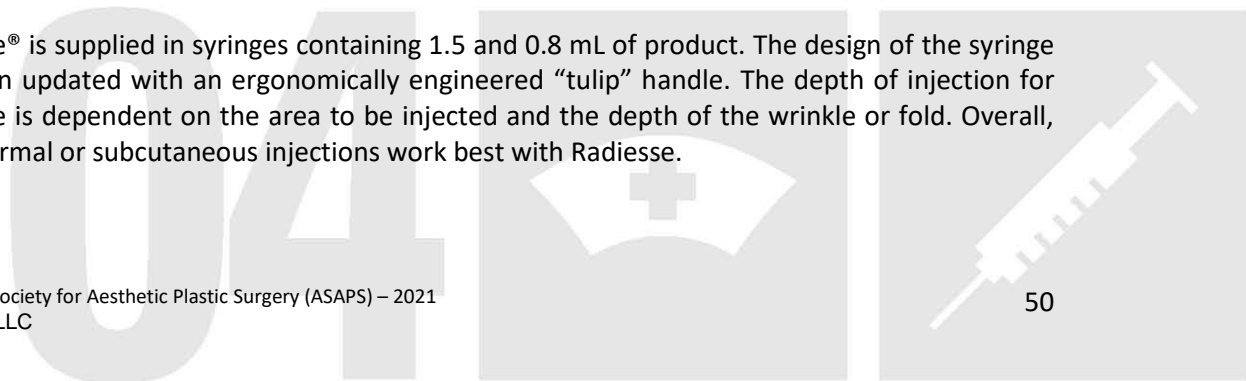 e® is supplied in syringes containing 1.5 and 0.8 mL of product. The design of the syringe
n updated with an ergonomically engineered “tulip” handle. The depth of injection for
e is dependent on the area to be injected and the depth of the wrinkle or fold. Overall,
rmal or subcutaneous injections work best with Radiesse.
04
ociety for Aesthetic Plastic Surgery (ASAPS) – 2021
LLC
50